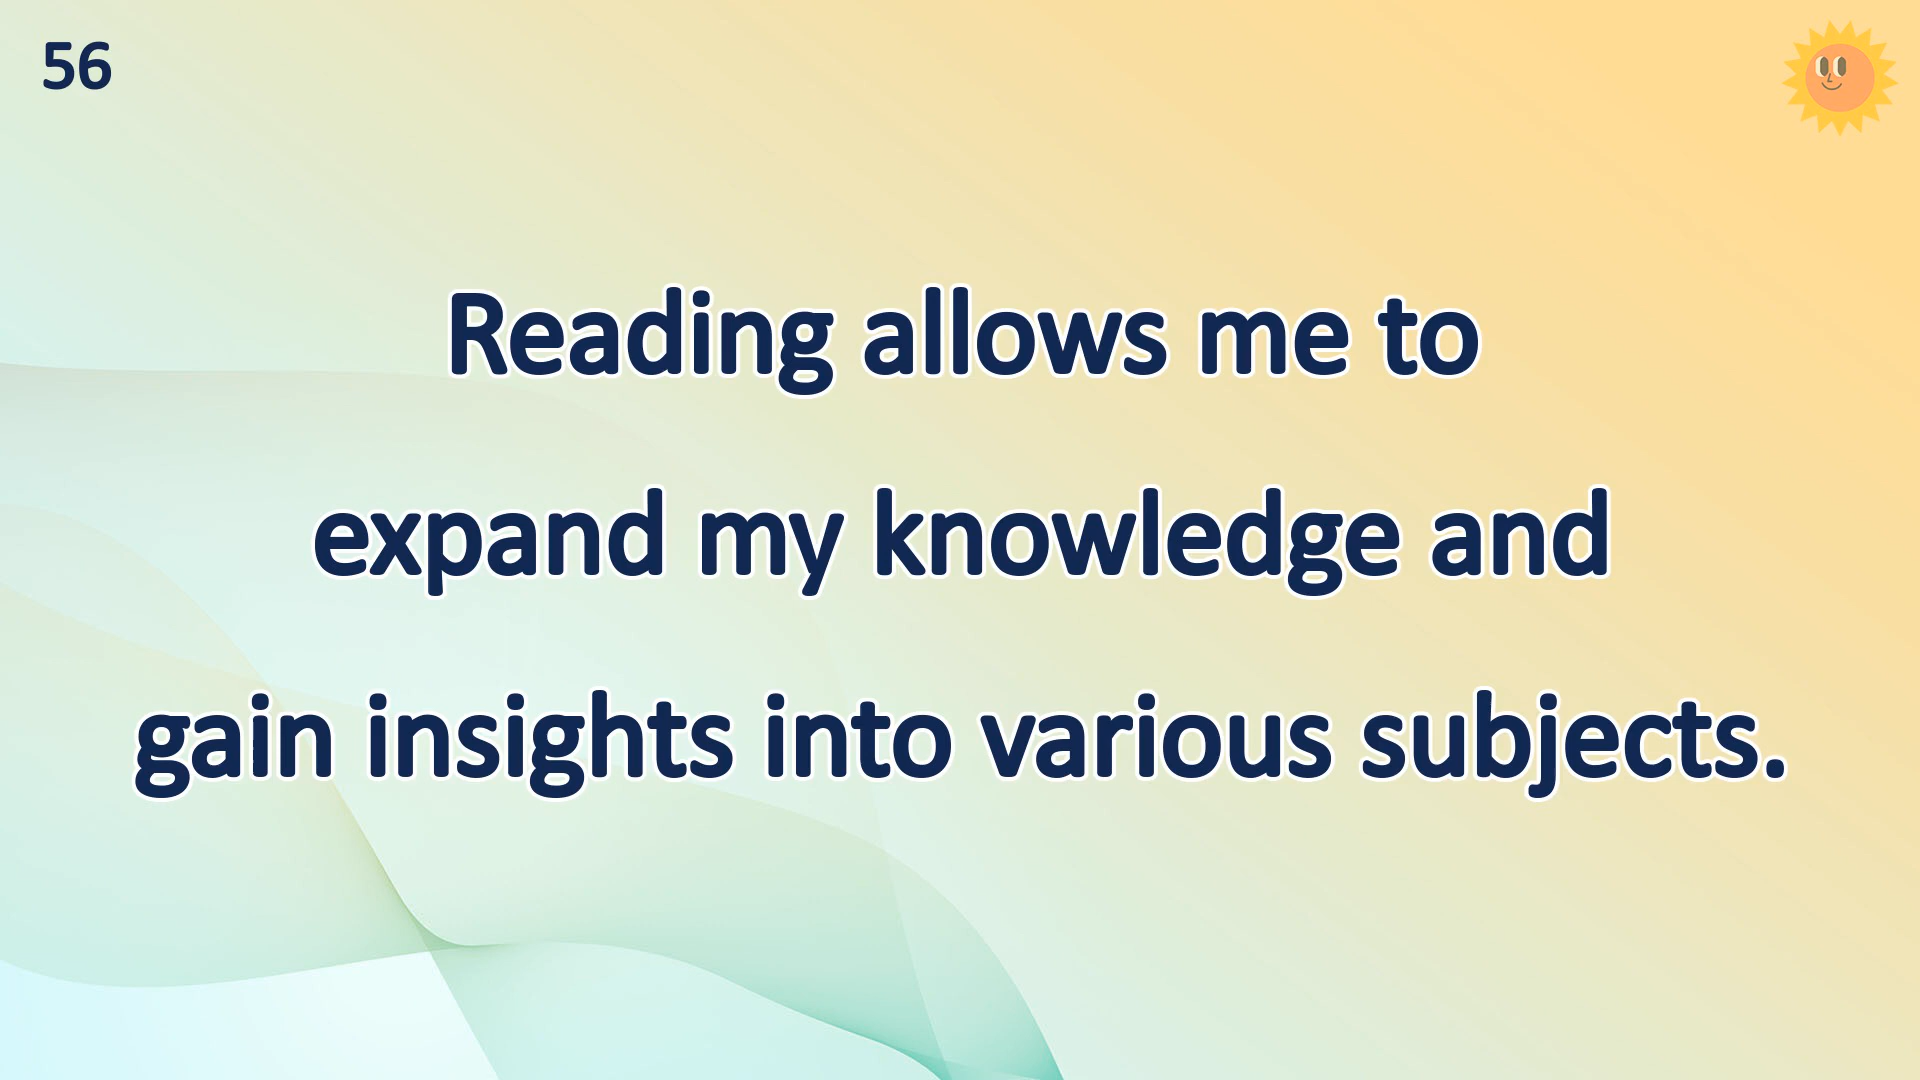 56
Reading allows me to
expand my knowledge and
gain insights into various subjects.